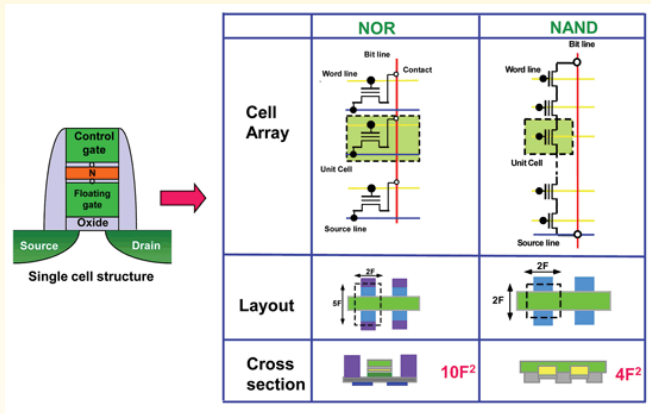 NOR
NAND
Cell
Array
Bit line
Word line
Contact
Unit Cell
Source line
Bit line
Word line
Unit Cell
Source line
Control
gate
N
Floating
gate
Oxide
Source
Drain
Single cell structure
Layout
2F
5F
2F
2F
Cross
section
10F²
4F²